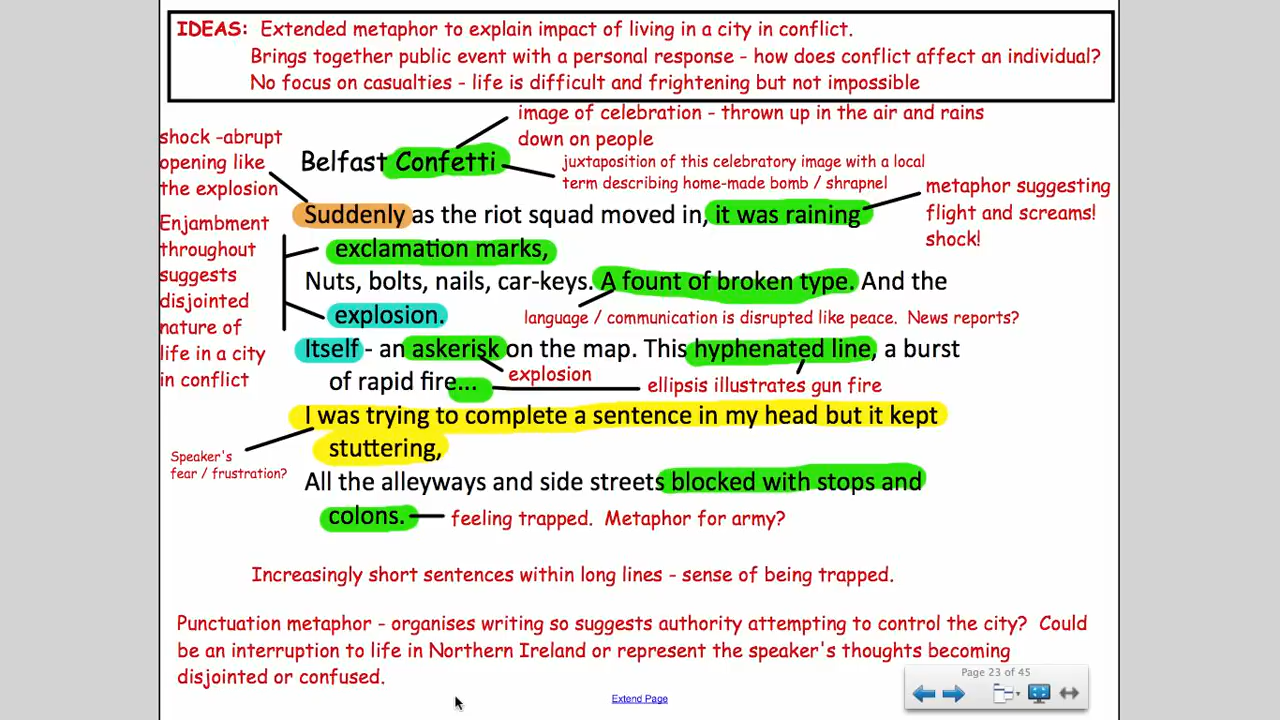 IDEAS: Extended metaphor to explain impact of living in a city in conflict.
Brings together public event with a personal response - how does conflict affect an individual?
No focus on casualties - life is difficult and frightening but not impossible
image of celebration - thrown up in the air and rains
down on people
shock -abrupt
opening like
the explosion
Belfast Confetti
juxtaposition of this celebratory image with a local
term describing home-made bomb / shrapnel
metaphor suggesting
flight and screams!
shock!
Suddenly as the riot squad moved in, it was raining
exclamation marks,
Enjambment
throughout
suggests
disjointed
nature of
life in a city
in conflict
Nuts, bolts, nails, car-keys. A fount of broken type. And the
explosion.
language / communication is disrupted like peace. News reports?
Itself - an askerisk on the map. This hyphenated line, a burst
of rapid fire...
explosion
ellipsis illustrates gun fire
I was trying to complete a sentence in my head but it kept
stuttering,
Speaker's
fear / frustration?
All the alleyways and side streets blocked with stops and
colons.
feeling trapped. Metaphor for army?
Increasingly short sentences within long lines - sense of being trapped.
Punctuation metaphor - organises writing so suggests authority attempting to control the city? Could
be an interruption to life in Northern Ireland or represent the speaker's thoughts becoming
disjointed or confused.
Page 23 of 45
Extend Page